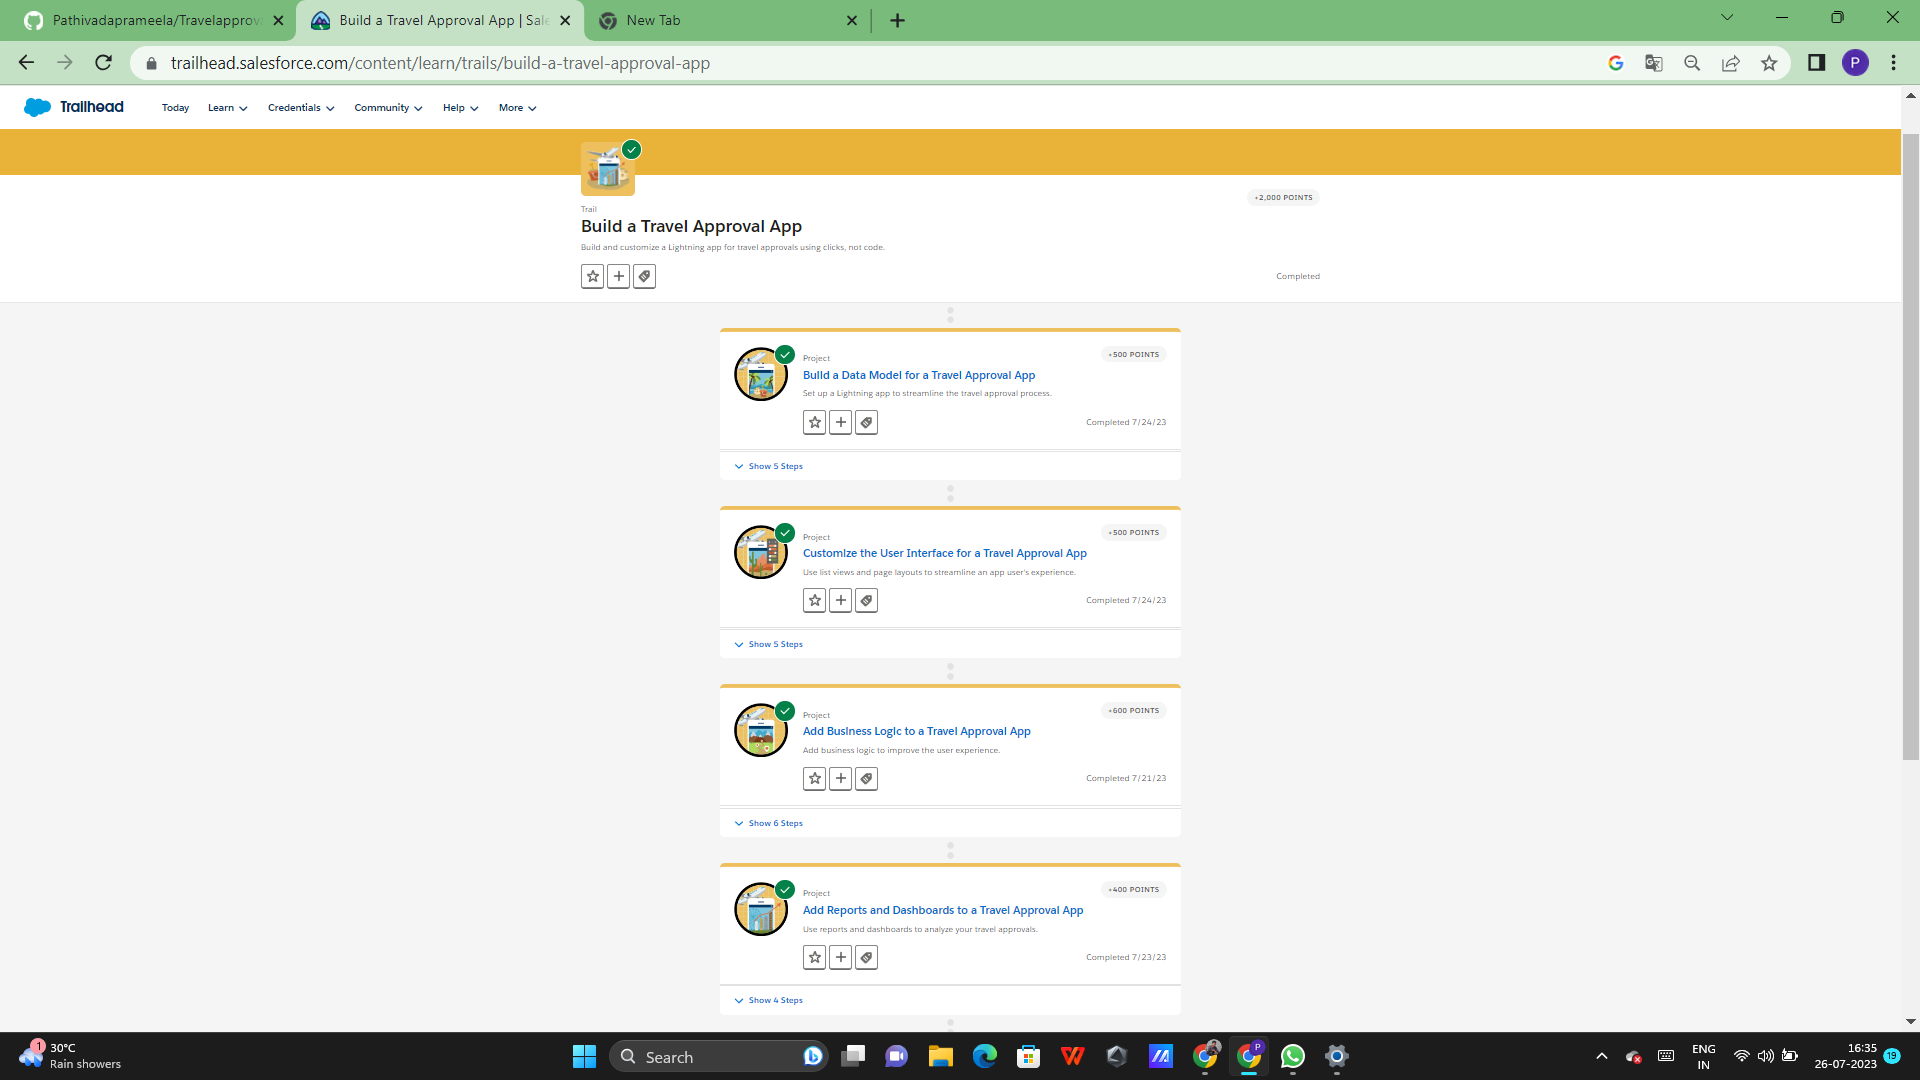 Pathivadaprameela/Travelapprov
Build a Travel Approval App | Sale
New Tab
trailhead.salesforce.com/content/learn/trails/build-a-travel-approval-app
P
Trailhead
Today
Learn
Credentials
Community
Help
More
+2,000 POINTS
Trail
Build a Travel Approval App
Build and customize a Lightning app for travel approvals using clicks, not code.
Completed
Project
+500 POINTS
Build a Data Model for a Travel Approval App
Set up a Lightning app to streamline the travel approval process.
Completed 7/24/23
Show 5 Steps
Project
+500 POINTS
Customize the User Interface for a Travel Approval App
Use list views and page layouts to streamline an app user's experience.
Completed 7/24/23
Show 5 Steps
Project
+600 POINTS
Add Business Logic to a Travel Approval App
Add business logic to improve the user experience.
Completed 7/21/23
Show 6 Steps
Project
+400 POINTS
Add Reports and Dashboards to a Travel Approval App
Use reports and dashboards to analyze your travel approvals.
Completed 7/23/23
Show 4 Steps
1
30°C
Rain showers
Search
P
ENG
IN
16:35
26-07-2023
19